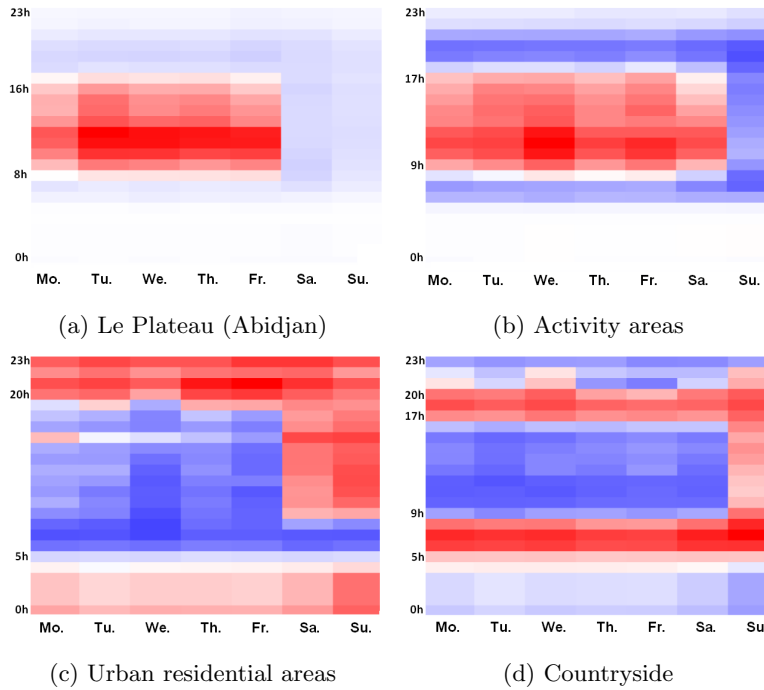 23h
16h
8h
0h
Mo. Tu. We. Th. Fr. Sa. Su.
(a) Le Plateau (Abidjan)
23h
17h
9h
0h
Mo. Tu. We. Th. Fr. Sa. Su.
(b) Activity areas
23h
20h
5h
0h
Mo. Tu. We. Th. Fr. Sa. Su.
(c) Urban residential areas
23h
20h
17h
9h
5h
0h
Mo. Tu. We. Th. Fr. Sa. Su.
(d) Countryside